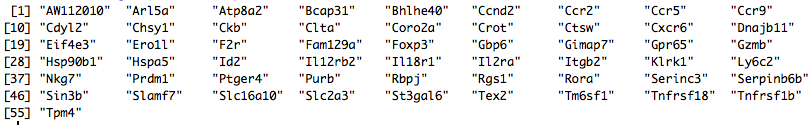 [1] "AW112010" "Arl5a" "Atp8a2" "Bcap31" "Bhlhe40" "Ccnd2" "Ccr2" "Ccr5" "Ccr9"
[10] "Cdyl2" "Chsy1" "Ckb" "Clta" "Coro2a" "Crot" "Ctsw" "Cxcr6" "Dnajb11"
[19] "Eif4e3" "Ero1l" "F2r" "Fam129a" "Foxp3" "Gbp6" "Gimap7" "Gpr65" "Gzmb"
[28] "Hsp90b1" "Hspa5" "Id2" "Il12rb2" "Il18r1" "Il2ra" "Itgb2" "Klrk1" "Ly6c2"
[37] "Nkg7" "Prdm1" "Ptger4" "Purb" "Rbpj" "Rgs1" "Rora" "Serinc3" "Serpinb6b"
[46] "Sin3b" "Slamf7" "Slc16a10" "Slc2a3" "St3gal6" "Tex2" "Tm6sf1" "Tnfrsf18" "Tnfrsf1b"
[55] "Tpm4"